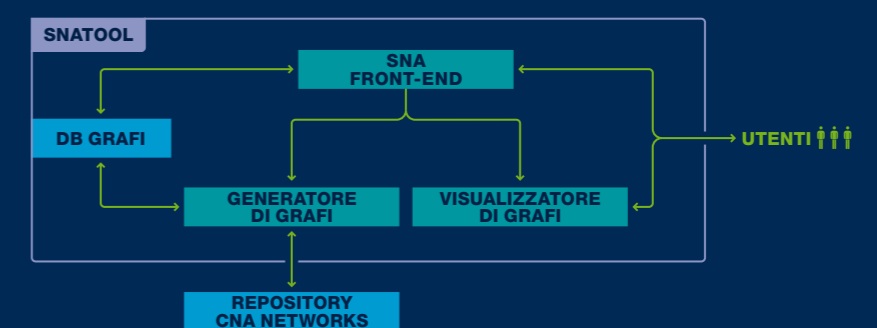 SNATOOL
SNA
FRONT-END
DB GRAFI
UTENTI
GENERATORE
DI GRAFI
VISUALIZZATORE
DI GRAFI
REPOSITORY
CNA NETWORKS